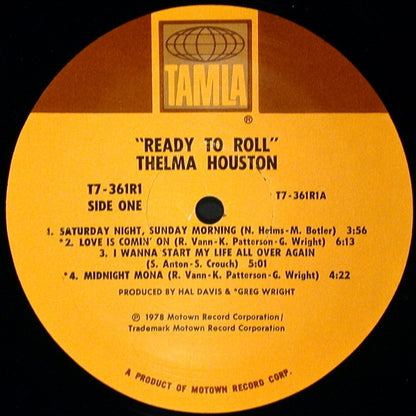 TAMLA
®
"READY TO ROLL"
THELMA HOUSTON
T7-361R1
SIDE ONE
T7-361R1A
1. SATURDAY NIGHT, SUNDAY MORNING (N. Helms-M. Botler) 3:56
*2. LOVE IS COMIN' ON (R. Vann-K. Patterson-G. Wright) 6:13
3. I WANNA START MY LIFE ALL OVER AGAIN
(S. Anton-S. Crouch) 5:01
*4. MIDNIGHT MONA (R. Vann-K. Patterson-G. Wright) 4:22
PRODUCED BY HAL DAVIS & *GREG WRIGHT
℗ 1978 Motown Record Corporation/
Trademark Motown Record Corporation
A PRODUCT OF MOTOWN RECORD CORP.